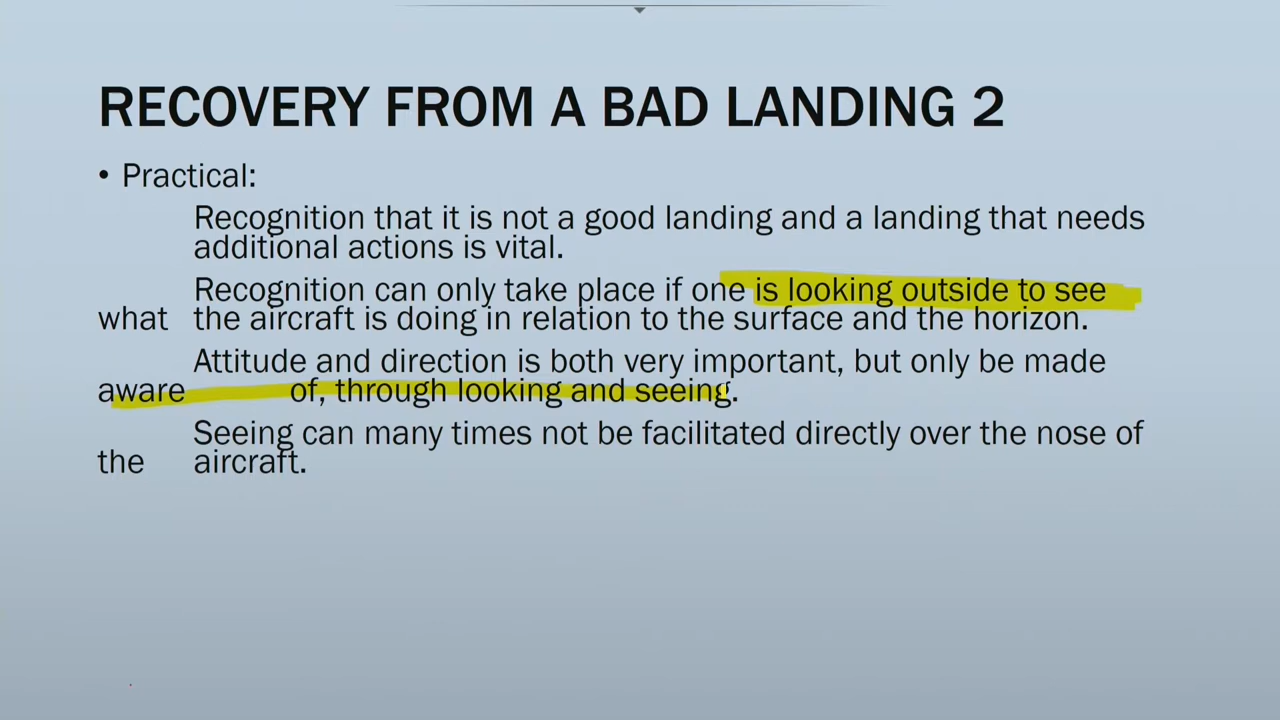 RECOVERY FROM A BAD LANDING 2
• Practical:
Recognition that it is not a good landing and a landing that needs
additional actions is vital.
Recognition can only take place if one is looking outside to see
what the aircraft is doing in relation to the surface and the horizon.
Attitude and direction is both very important, but only be made
aware of, through looking and seeing.
Seeing can many times not be facilitated directly over the nose of
the aircraft.